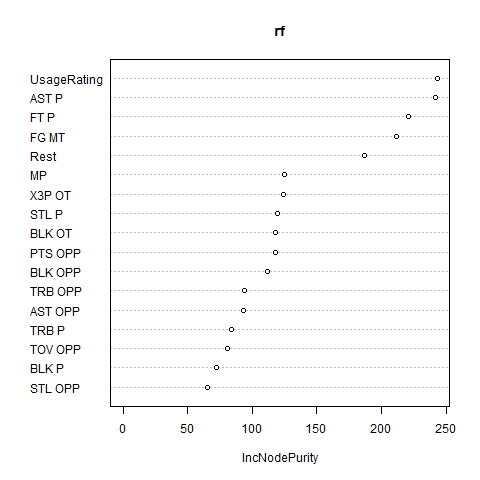 rf
UsageRating
AST P
FT P
FG MT
Rest
MP
X3P OT
STL P
BLK OT
PTS OPP
BLK OPP
TRB OPP
AST OPP
TRB P
TOV OPP
BLK P
STL OPP
0 50 100 150 200 250
IncNodePurity